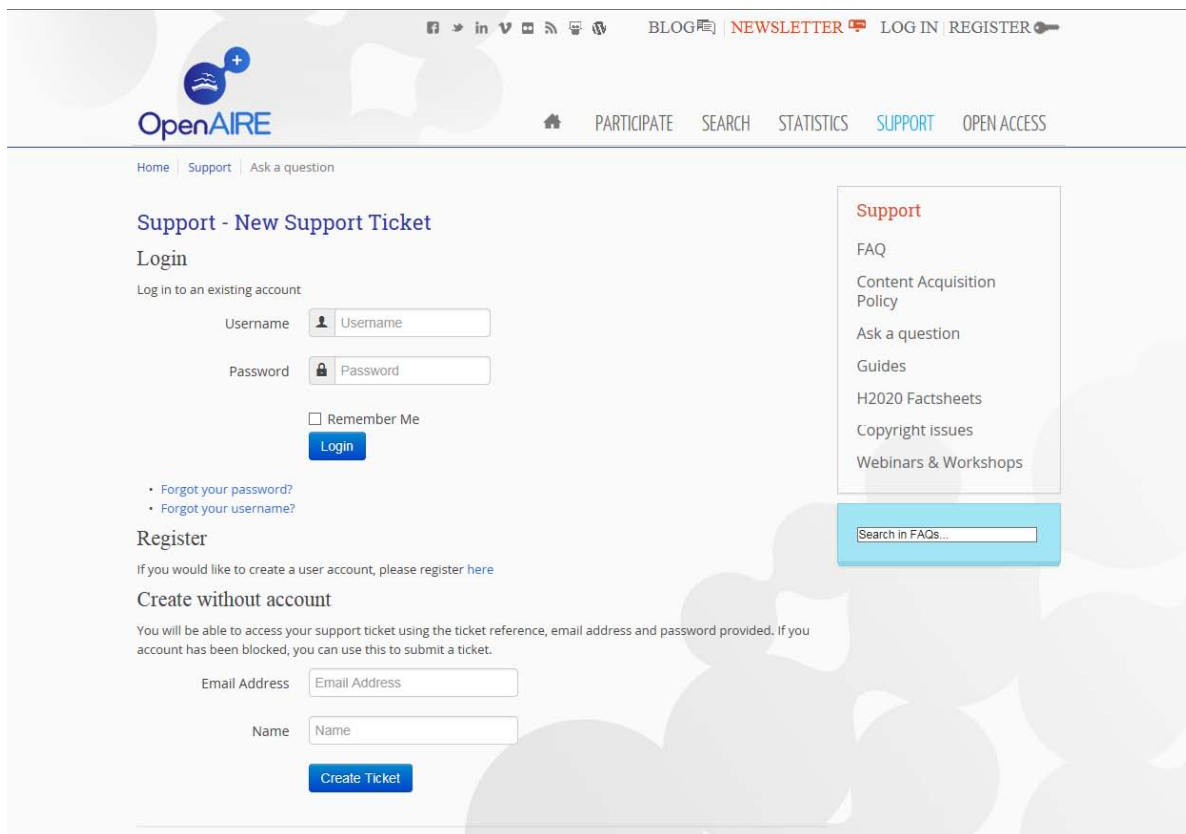 BLOG | NEWSLETTER LOG IN | REGISTER
OpenAIRE
PARTICIPATE SEARCH STATISTICS SUPPORT OPEN ACCESS
Home | Support | Ask a question
Support - New Support Ticket
Login
Log in to an existing account
Username Username
Password Password
Remember Me
Login
• Forgot your password?
• Forgot your username?
Register
If you would like to create a user account, please register here
Create without account
You will be able to access your support ticket using the ticket reference, email address and password provided. If you
account has been blocked, you can use this to submit a ticket.
Email Address Email Address
Name Name
Create Ticket
Support
FAQ
Content Acquisition
Policy
Ask a question
Guides
H2020 Factsheets
Copyright issues
Webinars & Workshops
Search in FAQs...